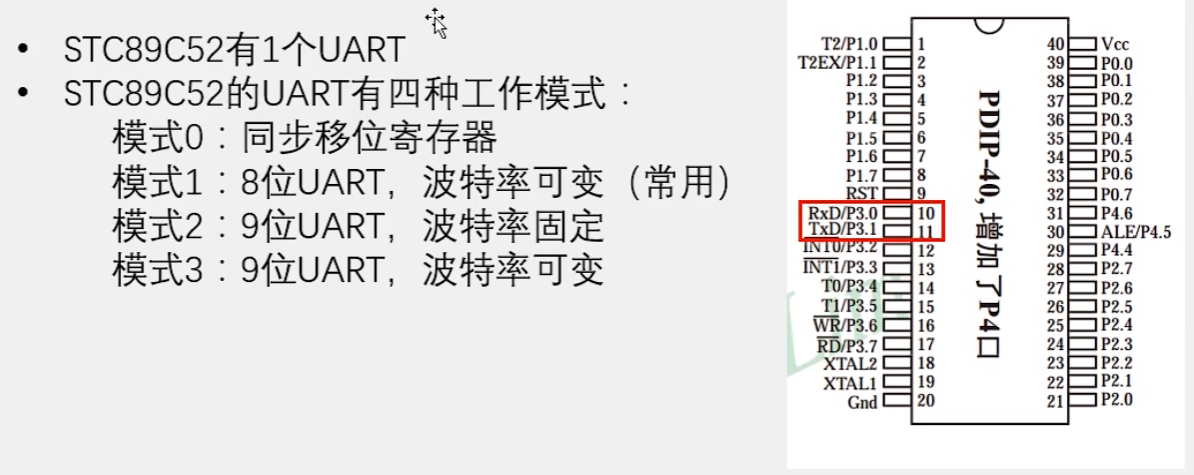 • STC89C52有1个UART
• STC89C52的UART有四种工作模式：
模式0：同步移位寄存器
模式1：8位UART，波特率可变（常用）
模式2：9位UART，波特率固定
模式3：9位UART，波特率可变
T2/P1.0 1
T2EX/P1.1 2
P1.2 3
P1.3 4
P1.4 5
P1.5 6
P1.6 7
P1.7 8
RST 9
RxD/P3.0 10
TxD/P3.1 11
INT0/P3.2 12
INT1/P3.3 13
T0/P3.4 14
T1/P3.5 15
WR/P3.6 16
RD/P3.7 17
XTAL2 18
XTAL1 19
Gnd 20
PDIP-40, 增加了P4口
40 Vcc
39 P0.0
38 P0.1
37 P0.2
36 P0.3
35 P0.4
34 P0.5
33 P0.6
32 P0.7
31 P4.6
30 ALE/P4.5
29 P4.4
28 P2.7
27 P2.6
26 P2.5
25 P2.4
24 P2.3
23 P2.2
22 P2.1
21 P2.0